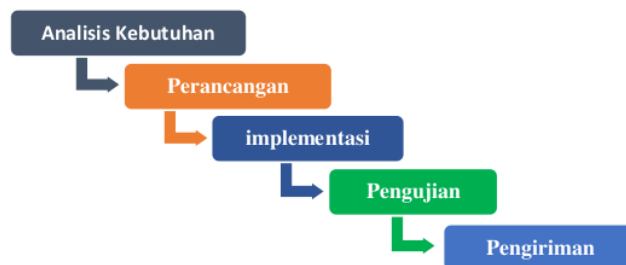 Analisis Kebutuhan
Perancangan
implementasi
Pengujian
Pengiriman